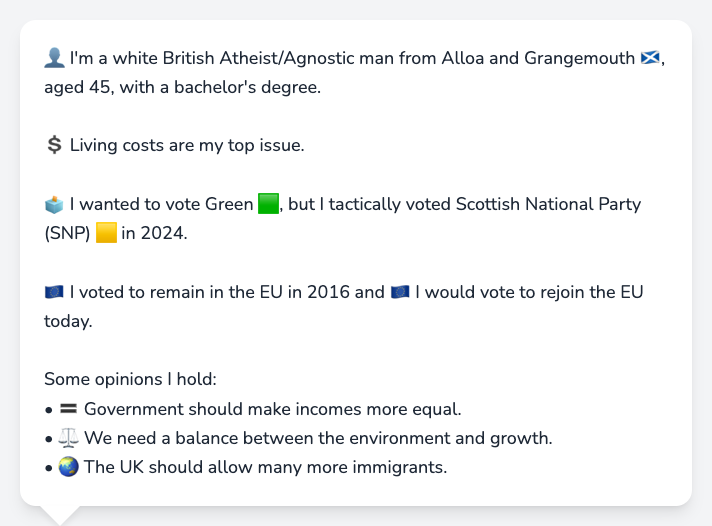 👤 I'm a white British Atheist/Agnostic man from Alloa and Grangemouth 🏴󠁧󠁢󠁳󠁣󠁴󠁿,
aged 45, with a bachelor's degree.
💲 Living costs are my top issue.
🗳️ I wanted to vote Green 🟩, but I tactically voted Scottish National Party
(SNP) 🟨 in 2024.
🇪🇺 I voted to remain in the EU in 2016 and 🇪🇺 I would vote to rejoin the EU
today.
Some opinions I hold:
• 🟰 Government should make incomes more equal.
• ⚖️ We need a balance between the environment and growth.
• 🌏 The UK should allow many more immigrants.